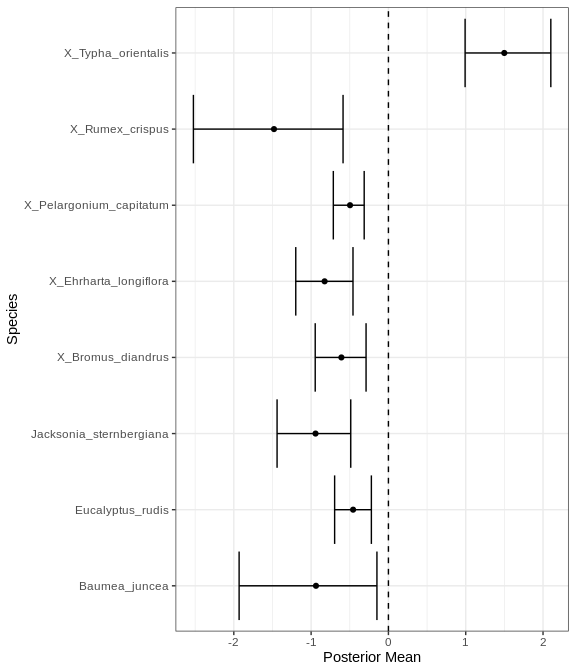 X_Typha_orientalis
X_Rumex_crispus
X_Pelargonium_capitatum
X_Ehrharta_longiflora
X_Bromus_diandrus
Jacksonia_sternbergiana
Eucalyptus_rudis
Baumea_juncea
Species
-2 -1 0 1 2
Posterior Mean